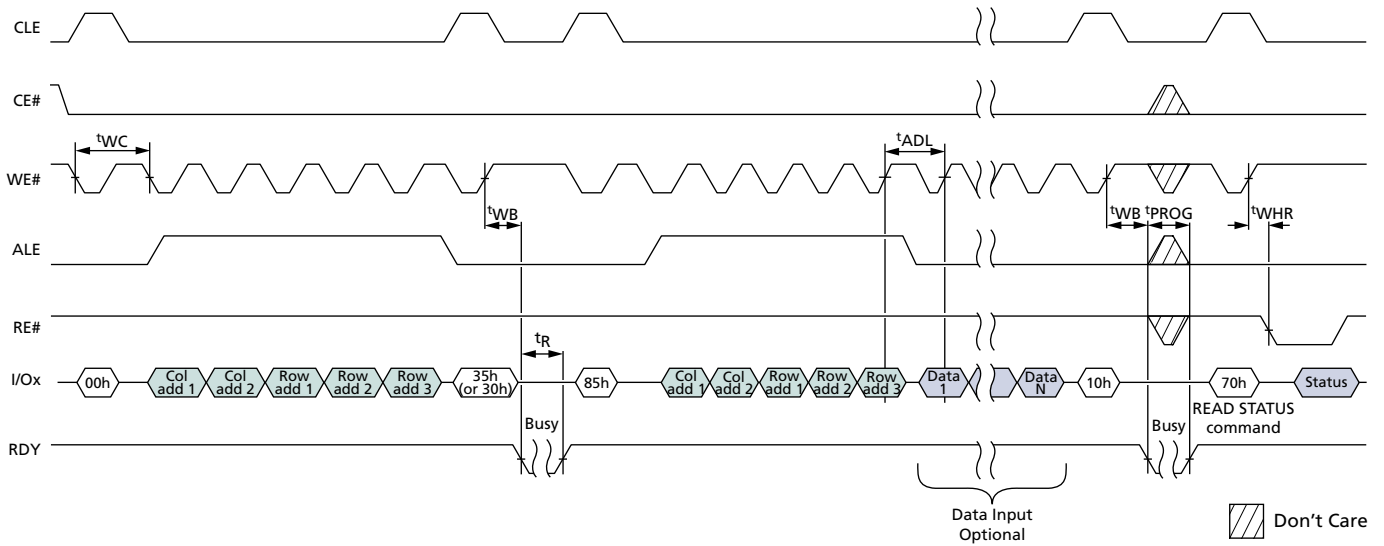 CLE
CE#
tWC
tADL
WE#
tWB
tWB
tPROG
tWHR
ALE
RE#
tR
I/Ox
00h
Col
add 1
Col
add 2
Row
add 1
Row
add 2
Row
add 3
35h
(or 30h)
85h
Col
add 1
Col
add 2
Row
add 1
Row
add 2
Row
add 3
Data
1
Data
N
10h
70h
Status
Busy
Busy
READ STATUS
command
RDY
Data Input
Optional
Don't Care